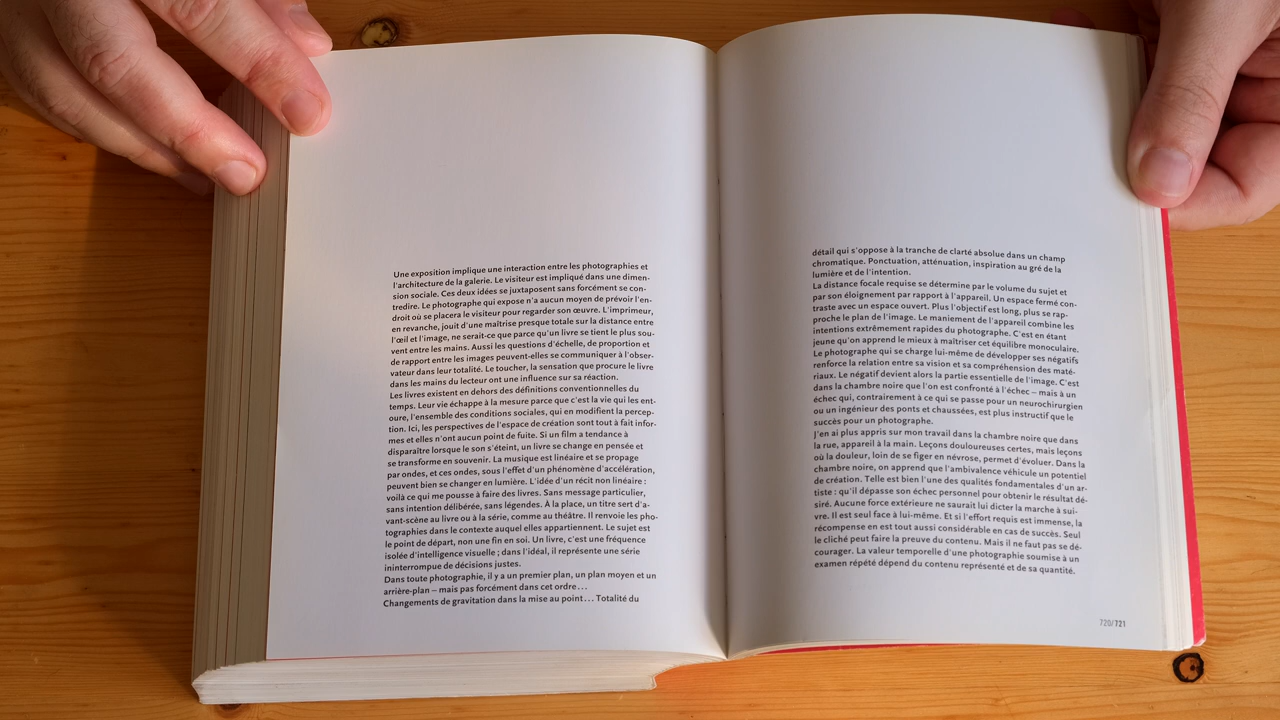 Une exposition implique une interaction entre les photographies et
l'architecture de la galerie. Le visiteur est impliqué dans une dimen-
sion sociale. Ces deux idées se juxtaposent sans forcément se con-
tredire. Le photographe qui expose n'a aucun moyen de prévoir l'en-
droit où se placera le visiteur pour regarder son œuvre. L'imprimeur,
en revanche, jouit d'une maîtrise presque totale sur la distance entre
l'œil et l'image, ne serait-ce que parce qu'un livre se tient le plus sou-
vent entre les mains. Aussi les questions d'échelle, de proportion et
de rapport entre les images peuvent-elles se communiquer à l'obser-
vateur dans leur totalité. Le toucher, la sensation que procure le livre
dans les mains du lecteur ont une influence sur sa réaction.
Les livres existent en dehors des définitions conventionnelles du
temps. Leur vie échappe à la mesure parce que c'est la vie qui les ent-
oure, l'ensemble des conditions sociales, qui en modifient la percep-
tion. Ici, les perspectives de l'espace de création sont tout à fait infor-
mes et elles n'ont aucun point de fuite. Si un film a tendance à
disparaître lorsque le son s'éteint, un livre se change en pensée et
se transforme en souvenir. La musique est linéaire et se propage
par ondes, et ces ondes, sous l'effet d'un phénomène d'accélération,
peuvent bien se changer en lumière. L'idée d'un récit non linéaire :
voilà ce qui me pousse à faire des livres. Sans message particulier,
sans intention délibérée, sans légendes. À la place, un titre sert d'a-
vant-scène au livre ou à la série, comme au théâtre. Il renvoie les pho-
tographies dans le contexte auquel elles appartiennent. Le sujet est
le point de départ, non une fin en soi. Un livre, c'est une fréquence
isolée d'intelligence visuelle ; dans l'idéal, il représente une série
ininterrompue de décisions justes.
Dans toute photographie, il y a un premier plan, un plan moyen et un
arrière-plan – mais pas forcément dans cet ordre…
Changements de gravitation dans la mise au point… Totalité du
détail qui s'oppose à la tranche de clarté absolue dans un champ
chromatique. Ponctuation, atténuation, inspiration au gré de la
lumière et de l'intention.
La distance focale requise se détermine par le volume du sujet et
par son éloignement par rapport à l'appareil. Un espace fermé con-
traste avec un espace ouvert. Plus l'objectif est long, plus se rap-
proche le plan de l'image. Le maniement de l'appareil combine les
intentions extrêmement rapides du photographe. C'est en étant
jeune qu'on apprend le mieux à maîtriser cet équilibre monoculaire.
Le photographe qui se charge lui-même de développer ses négatifs
renforce la relation entre sa vision et sa compréhension des maté-
riaux. Le négatif devient alors la partie essentielle de l'image. C'est
dans la chambre noire que l'on est confronté à l'échec – mais à un
échec qui, contrairement à ce qui se passe pour un neurochirurgien
ou un ingénieur des ponts et chaussées, est plus instructif que le
succès pour un photographe.
J'en ai plus appris sur mon travail dans la chambre noire que dans
la rue, appareil à la main. Leçons douloureuses certes, mais leçons
où la douleur, loin de se figer en névrose, permet d'évoluer. Dans la
chambre noire, on apprend que l'ambivalence véhicule un potentiel
de création. Telle est bien l'une des qualités fondamentales d'un ar-
tiste : qu'il dépasse son échec personnel pour obtenir le résultat dé-
siré. Aucune force extérieure ne saurait lui dicter la marche à sui-
vre. Il est seul face à lui-même. Et si l'effort requis est immense, la
récompense en est tout aussi considérable en cas de succès. Seul
le cliché peut faire la preuve du contenu. Mais il ne faut pas se dé-
courager. La valeur temporelle d'une photographie soumise à un
examen répété dépend du contenu représenté et de sa quantité.
720/721